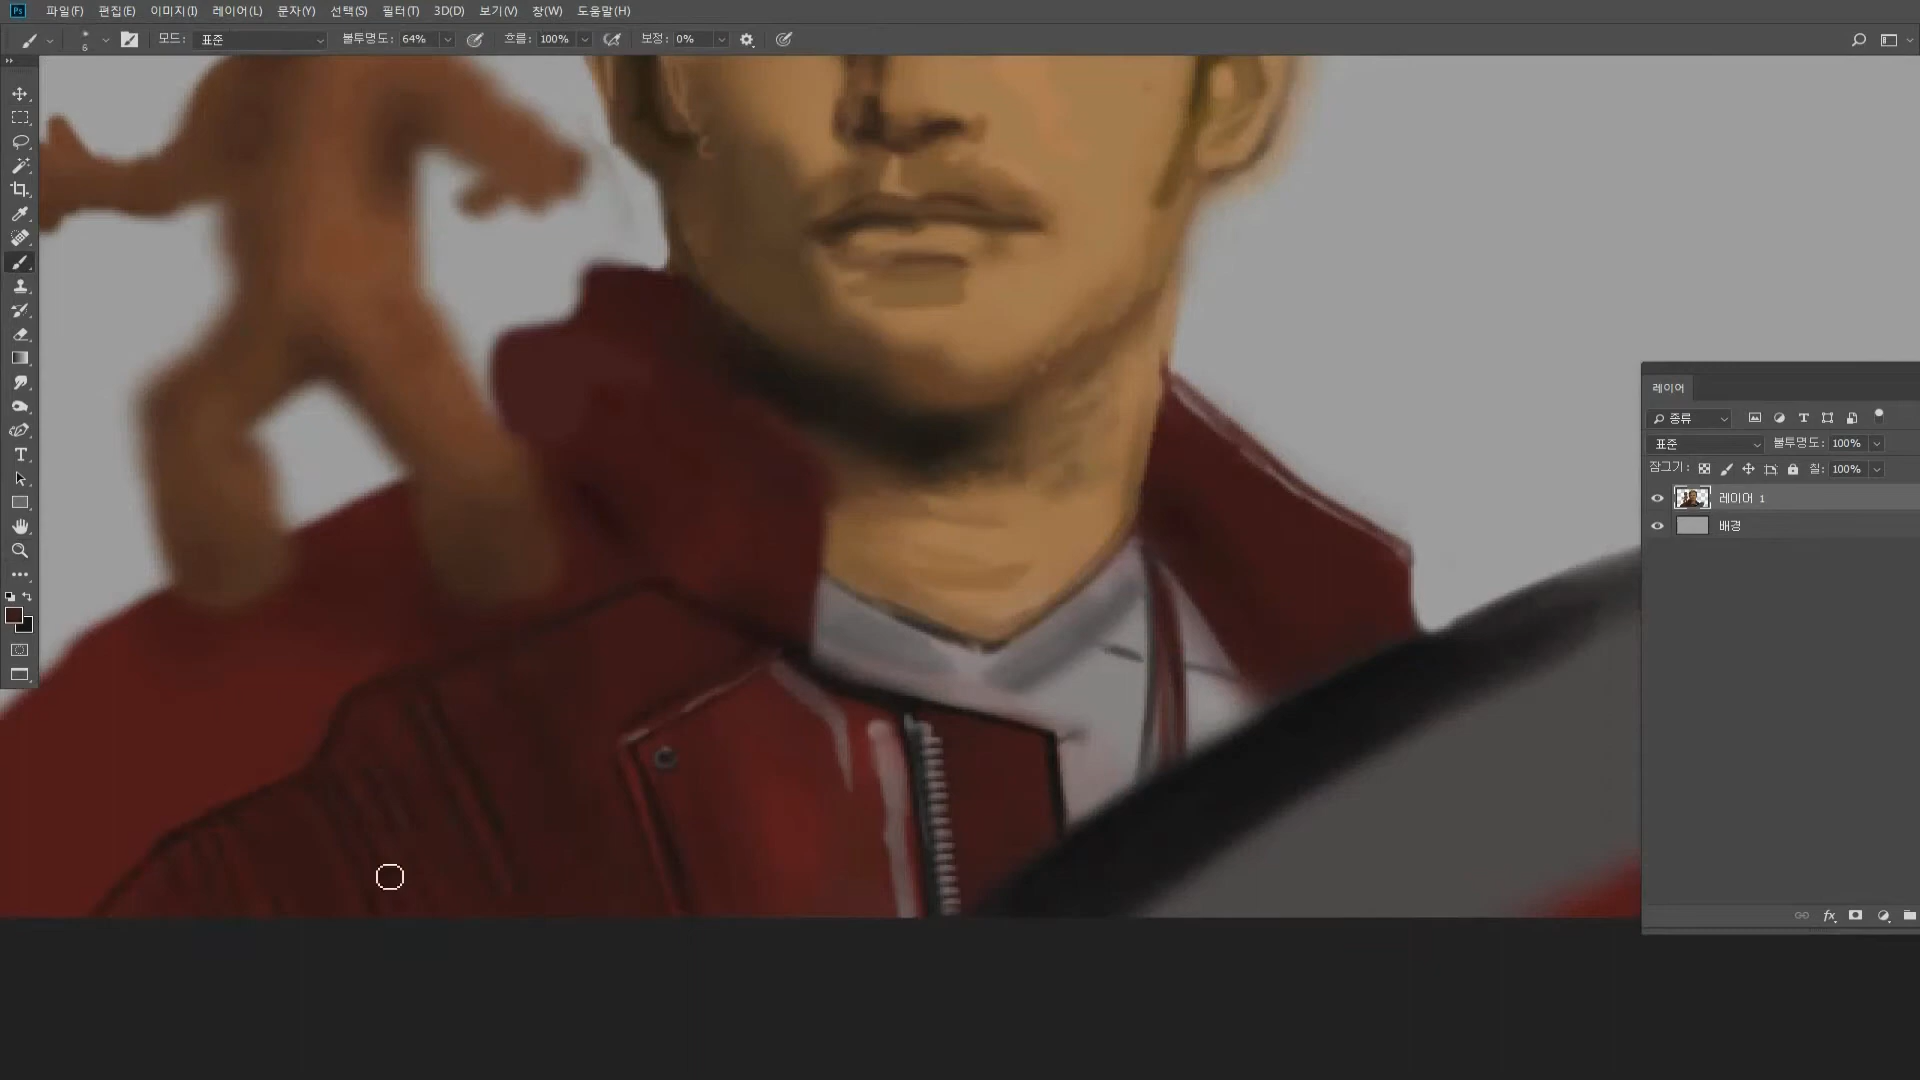 Ps 파일(F) 편집(E) 이미지(I) 레이어(L) 문자(Y) 선택(S) 필터(T) 3D(D) 보기(V) 창(W) 도움말(H)
6 모드: 표준 불투명도: 64% 흐름: 100% 보정: 0%
레이어
종류
표준 불투명도: 100%
잠그기: 칠: 100%
레이어 1
배경
fx